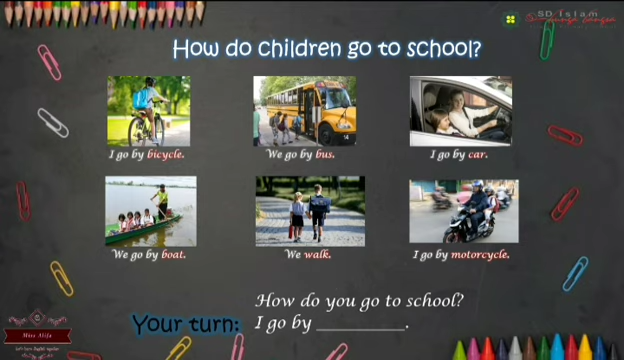 SD Islam
How do children go to school?
I go by bicycle.
We go by bus.
I go by car.
We go by boat.
We walk.
I go by motorcycle.
How do you go to school?
Your turn: I go by __________.
Miss Alifa